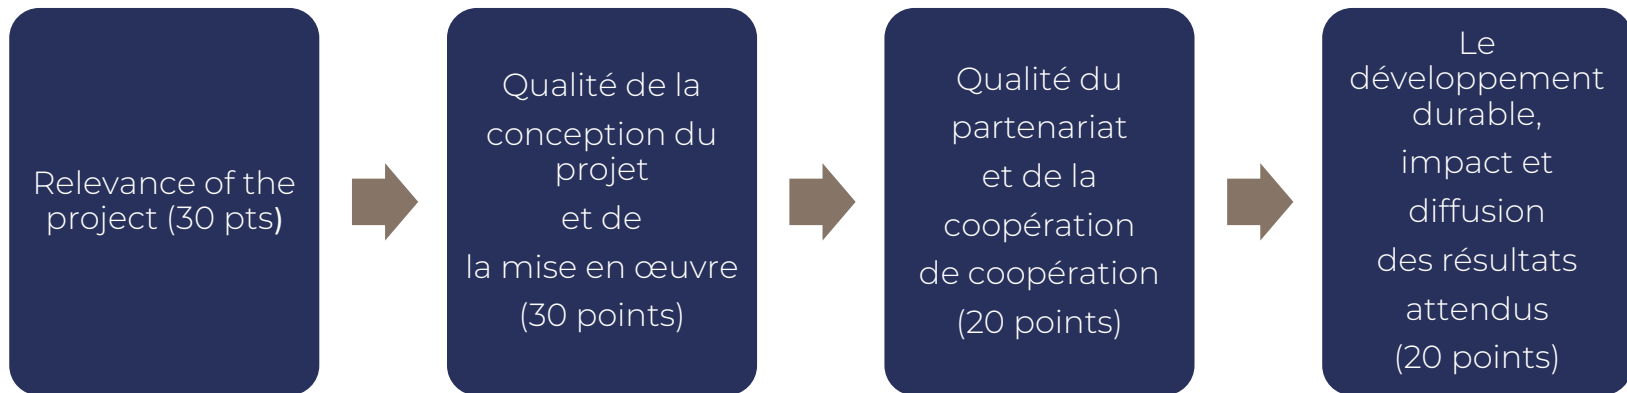 Relevance of the
project (30 pts)
Qualité de la
conception du
projet
et de
la mise en œuvre
(30 points)
Qualité du
partenariat
et de la
coopération
de coopération
(20 points)
Le
développement
durable,
impact et
diffusion
des résultats
attendus
(20 points)